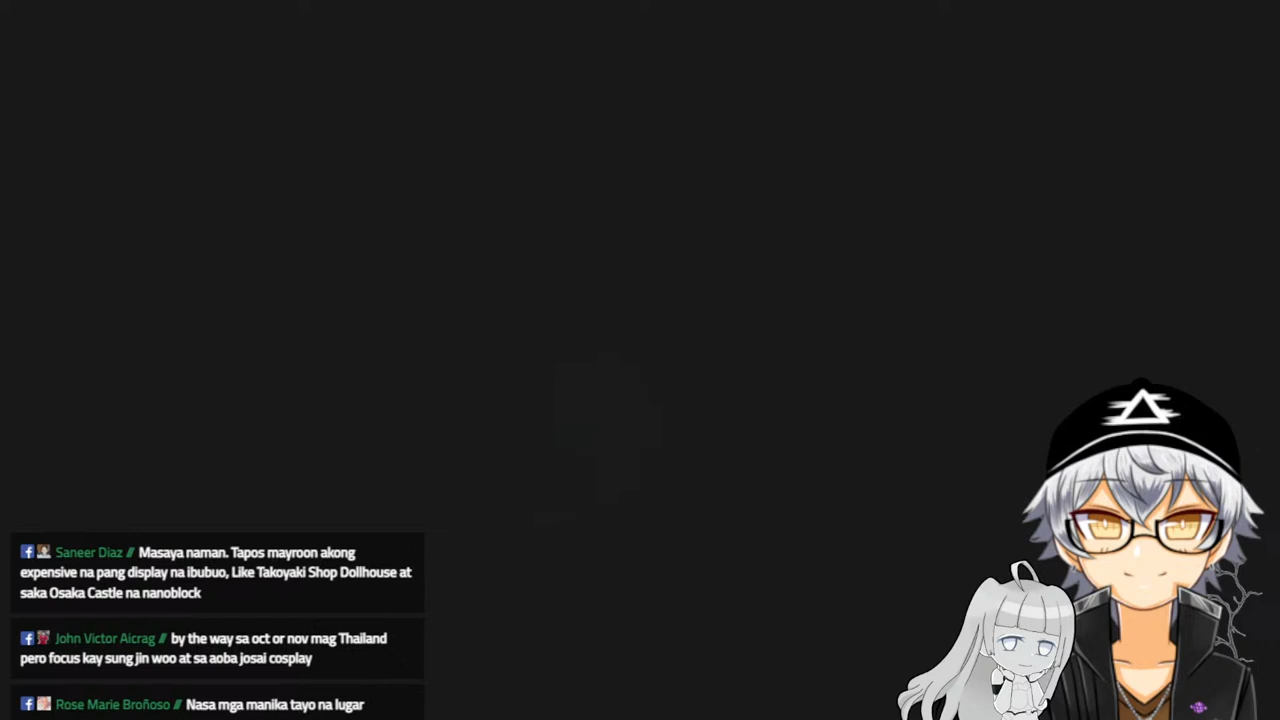 Saneer Diaz // Masaya naman. Tapos mayroon akong
expensive na pang display na ibubuo, Like Takoyaki Shop Dollhouse at
saka Osaka Castle na nanoblock
John Victor Aicrag // by the way sa oct or nov mag Thailand
pero focus kay sung jin woo at sa aoba josai cosplay
Rose Marie Broñoso // Nasa mga manika tayo na lugar